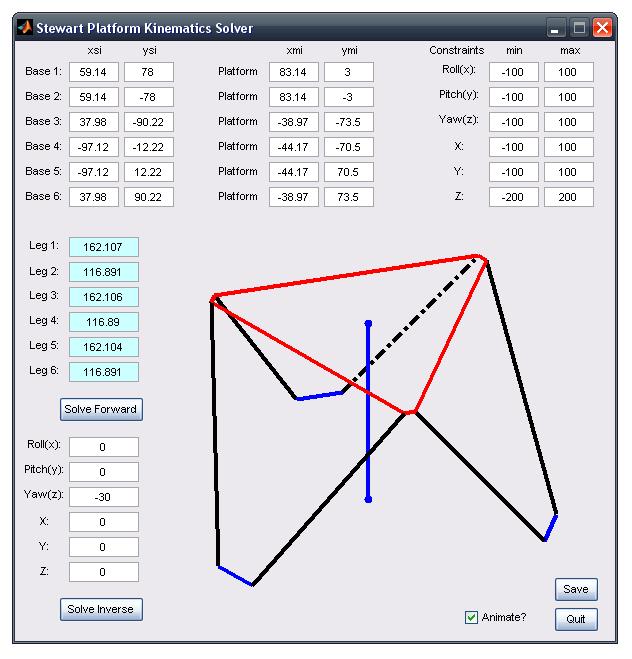 Stewart Platform Kinematics Solver
xsi ysi xmi ymi Constraints min max
Base 1: 59.14 78 Platform 83.14 3 Roll(x): -100 100
Base 2: 59.14 -78 Platform 83.14 -3 Pitch(y): -100 100
Base 3: 37.98 -90.22 Platform -38.97 -73.5 Yaw(z): -100 100
Base 4: -97.12 -12.22 Platform -44.17 -70.5 X: -100 100
Base 5: -97.12 12.22 Platform -44.17 70.5 Y: -100 100
Base 6: 37.98 90.22 Platform -38.97 73.5 Z: -200 200
Leg 1: 162.107
Leg 2: 116.891
Leg 3: 162.106
Leg 4: 116.89
Leg 5: 162.104
Leg 6: 116.891
Solve Forward
Roll(x): 0
Pitch(y): 0
Yaw(z): -30
X: 0
Y: 0
Z: 0
Solve Inverse
Save
Animate? Quit